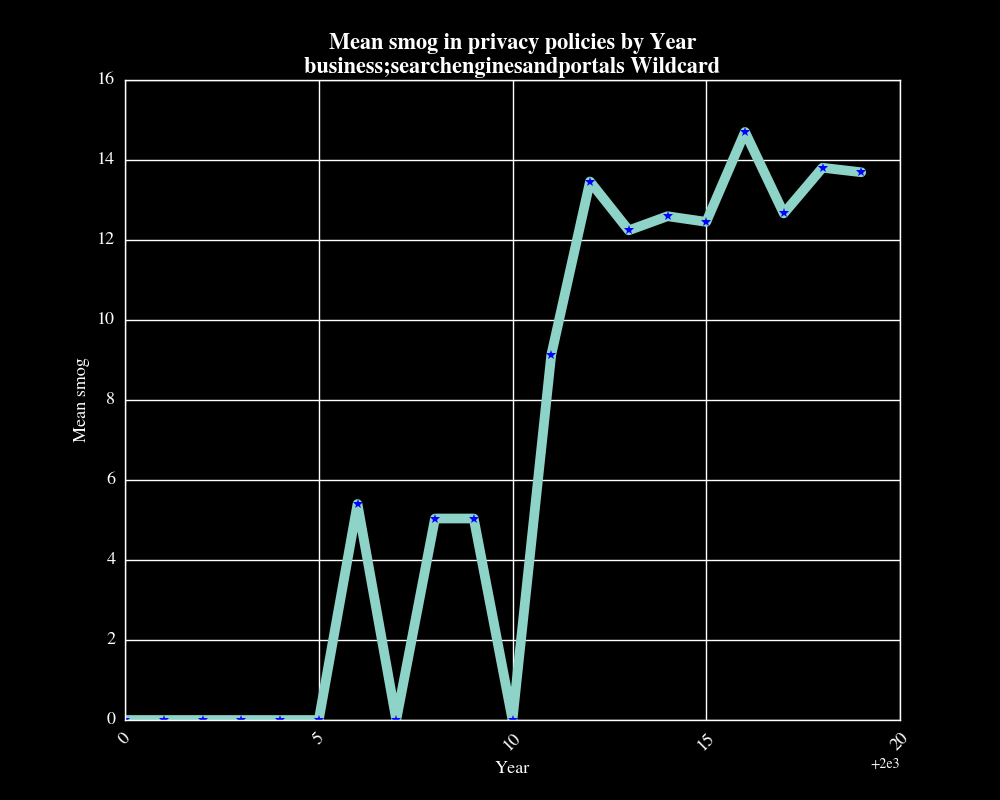 Mean smog in privacy policies by Year
business;searchenginesandportals Wildcard
16
14
12
10
8
6
4
2
0
Mean smog
0 5 10 15 20
Year
+2e3